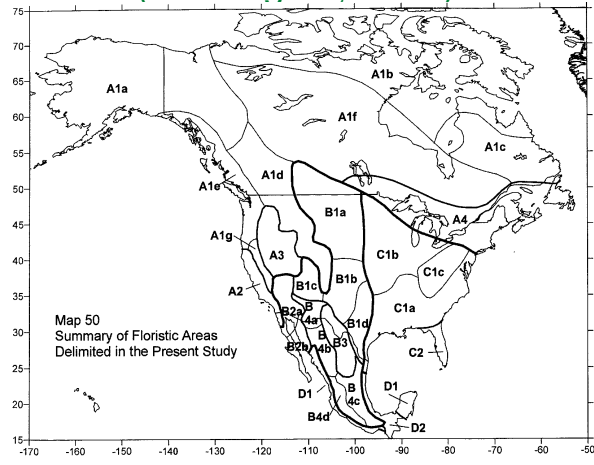 75
70
65
60
55
50
45
40
35
30
25
20
15
A1a
A1b
A1f
A1c
A1d
A1e
A4
B1a
A1g
A3
C1b
C1c
B1b
B1c
A2
C1a
B2a
B
4a
B1d
B2b
B
4b
B3
C2
D1
B
4c
D1
B4d
D2
Map 50
Summary of Floristic Areas
Delimited in the Present Study
-170 -160 -150 -140 -130 -120 -110 -100 -90 -80 -70 -60 -50